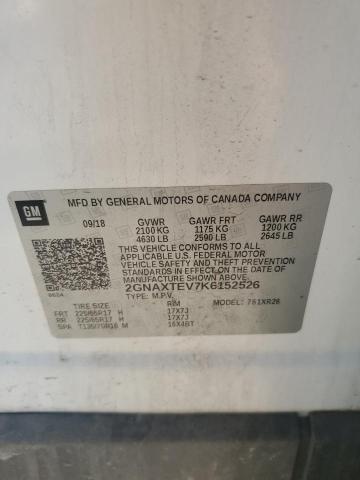 GM
MFD BY GENERAL MOTORS OF CANADA COMPANY
09/18 GVWR GAWR FRT GAWR RR
2100 KG 1175 KG 1200 KG
4630 LB 2590 LB 2645 LB
THIS VEHICLE CONFORMS TO ALL
APPLICABLE U.S. FEDERAL MOTOR
VEHICLE SAFETY, BUMPER, AND
THEFT PREVENTION STANDARDS
IN EFFECT ON THE DATE OF
MANUFACTURE SHOWN ABOVE.
2GNAXTEV7K6152526
TYPE: M.P.V. MODEL:
TIRE SIZE RIM
FRT 225/65R17 H 17X7J
RR 225/65R17 H 17X7J
SPA T135/70R16 M 16X4BT